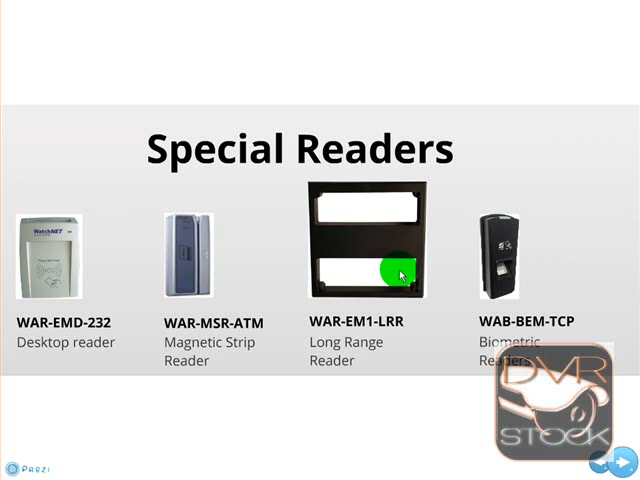 Special Readers
WatchNET
WAR-EMD-232
Desktop reader
WAR-MSR-ATM
Magnetic Strip
Reader
WAR-EM1-LRR
Long Range
Reader
WAB-BEM-TCP
Biometric
Readers
DVR
STOCK
Prezi